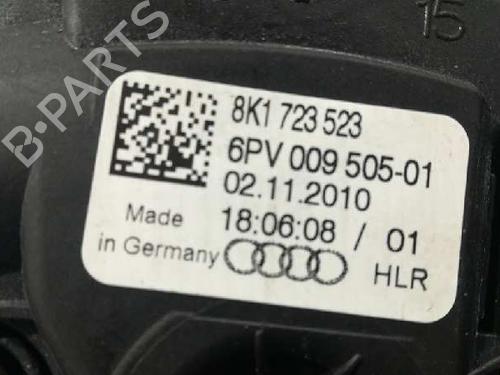 15
8K1 723 523
6PV 009 505-01
02.11.2010
Made 18:06:08 / 01
in Germany HLR
B-PARTS